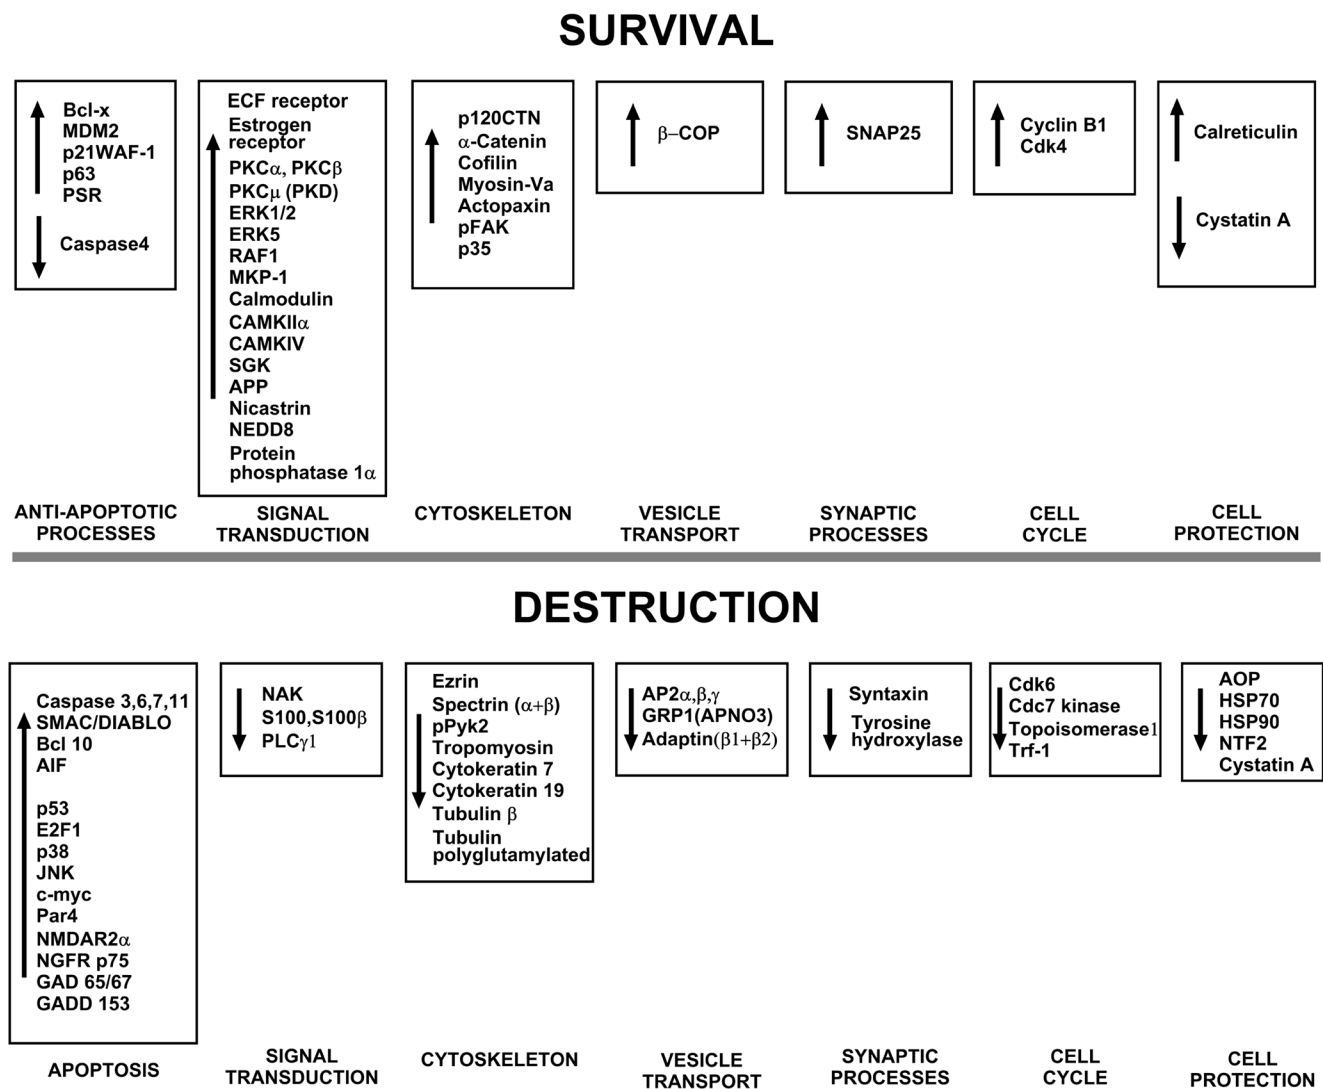 SURVIVAL
Bcl-x
MDM2
p21WAF-1
p63
PSR
Caspase4
ECF receptor
Estrogen
receptor
PKCα, PKCβ
PKCμ (PKD)
ERK1/2
ERK5
RAF1
MKP-1
Calmodulin
CAMKIIα
CAMKIV
SGK
APP
Nicastrin
NEDD8
Protein
phosphatase 1α
p120CTN
α-Catenin
Cofilin
Myosin-Va
Actopaxin
pFAK
p35
β–COP
SNAP25
Cyclin B1
Cdk4
Calreticulin
Cystatin A
ANTI-APOPTOTIC
PROCESSES
SIGNAL
TRANSDUCTION
CYTOSKELETON
VESICLE
TRANSPORT
SYNAPTIC
PROCESSES
CELL
CYCLE
CELL
PROTECTION
DESTRUCTION
Caspase 3,6,7,11
SMAC/DIABLO
Bcl 10
AIF
p53
E2F1
p38
JNK
c-myc
Par4
NMDAR2α
NGFR p75
GAD 65/67
GADD 153
NAK
S100,S100β
PLCγ1
Ezrin
Spectrin (α+β)
pPyk2
Tropomyosin
Cytokeratin 7
Cytokeratin 19
Tubulin β
Tubulin
polyglutamylated
AP2α,β,γ
GRP1(APNO3)
Adaptin(β1+β2)
Syntaxin
Tyrosine
hydroxylase
Cdk6
Cdc7 kinase
Topoisomerase1
Trf-1
AOP
HSP70
HSP90
NTF2
Cystatin A
APOPTOSIS
SIGNAL
TRANSDUCTION
CYTOSKELETON
VESICLE
TRANSPORT
SYNAPTIC
PROCESSES
CELL
CYCLE
CELL
PROTECTION